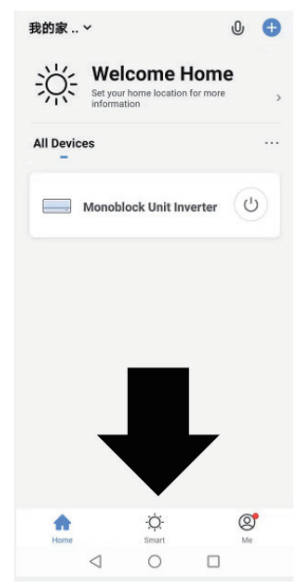 我的家 ..
Welcome Home
Set your home location for more
information
All Devices
Monoblock Unit Inverter
Home Smart Me